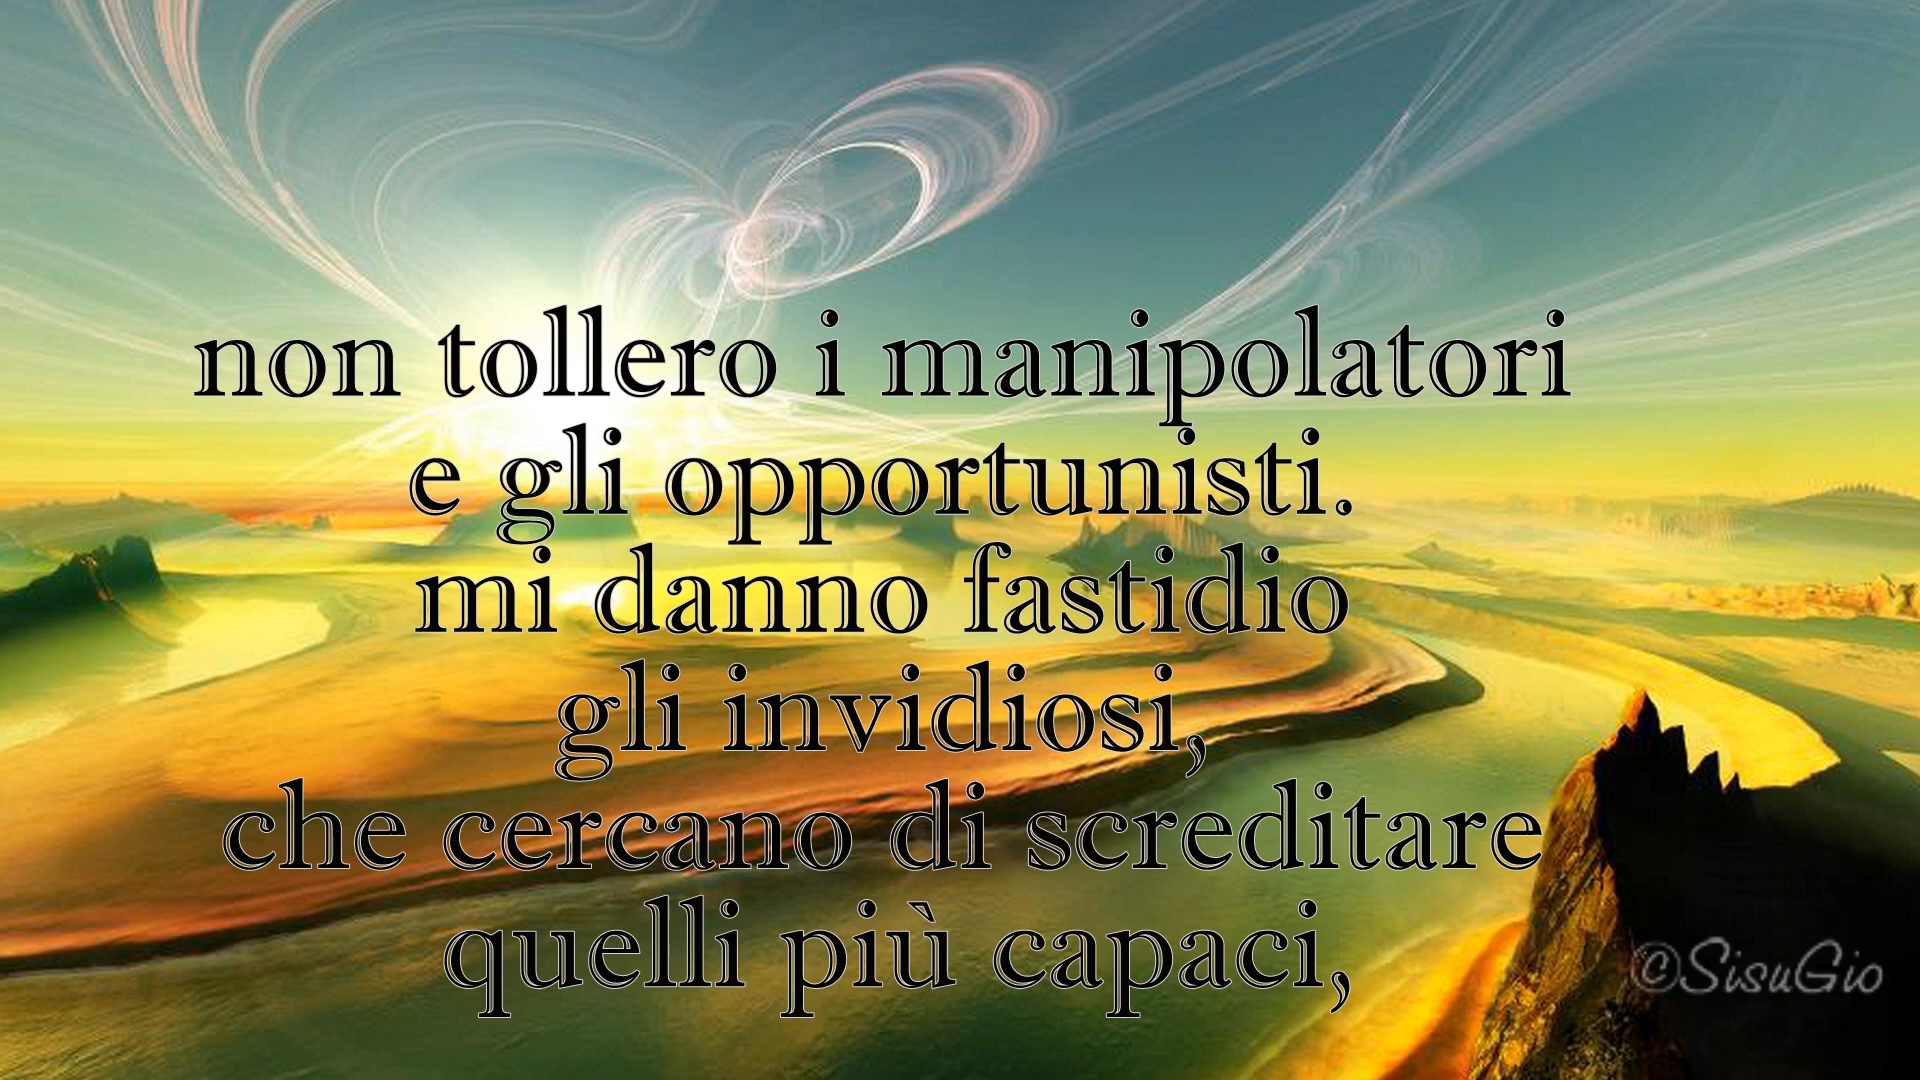 non tollero i manipolatori
e gli opportunisti.
mi danno fastidio
gli invidiosi,
che cercano di screditare
quelli più capaci,
©SisuGio